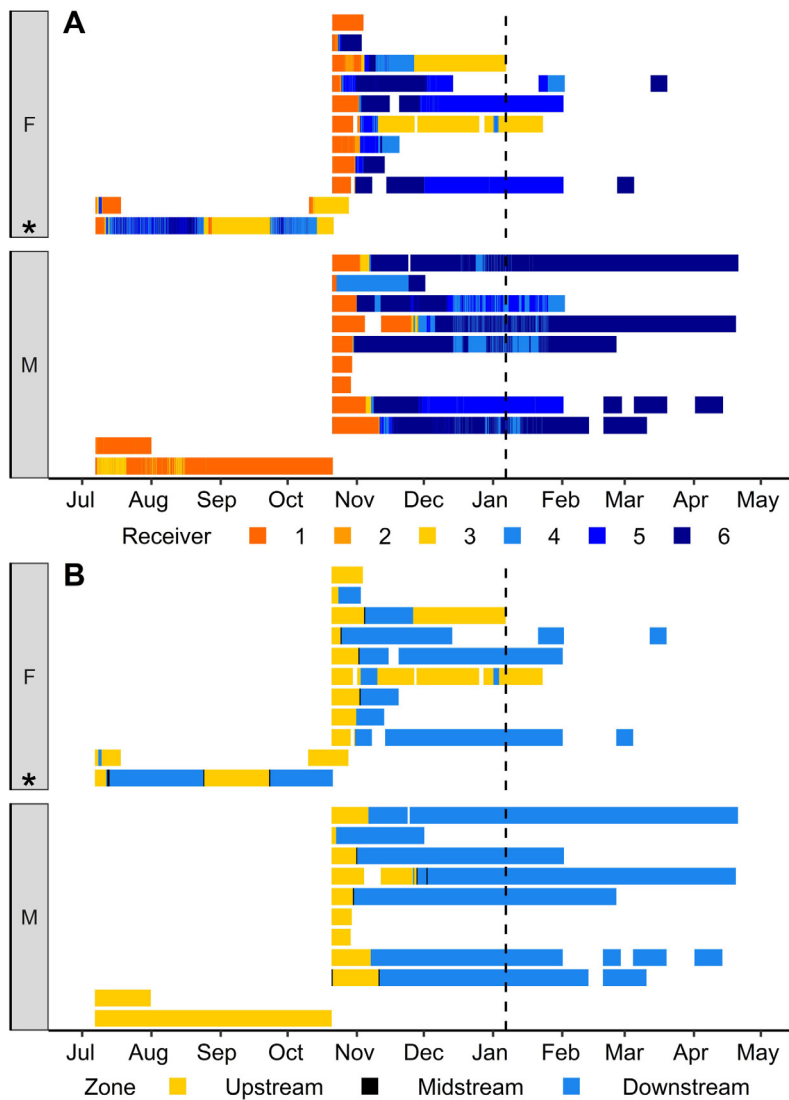 A
F
*
M
Jul Aug Sep Oct Nov Dec Jan Feb Mar Apr May
Receiver 1 2 3 4 5 6
B
F
*
M
Jul Aug Sep Oct Nov Dec Jan Feb Mar Apr May
Zone Upstream Midstream Downstream